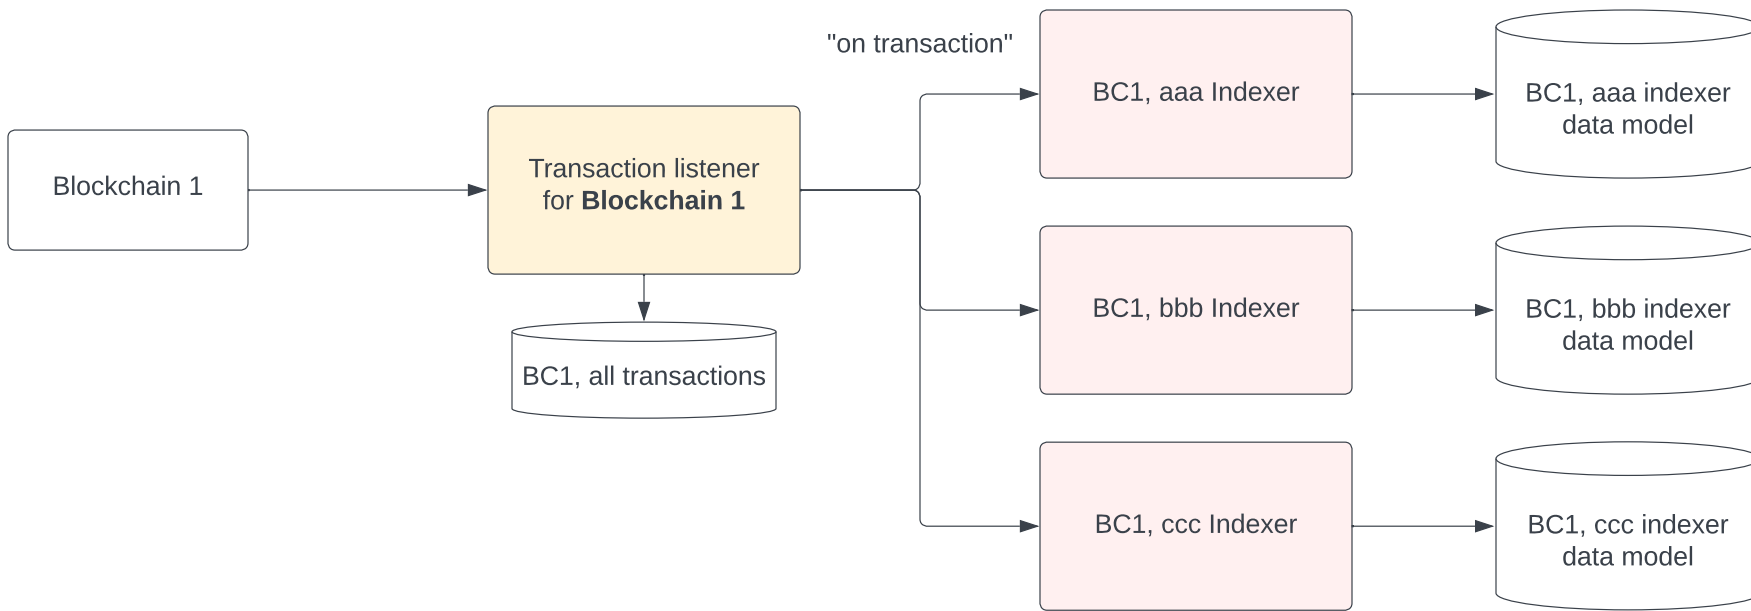 "on transaction"
Blockchain 1
Transaction listener
for Blockchain 1
BC1, all transactions
BC1, aaa Indexer
BC1, aaa indexer
data model
BC1, bbb Indexer
BC1, bbb indexer
data model
BC1, ccc Indexer
BC1, ccc indexer
data model